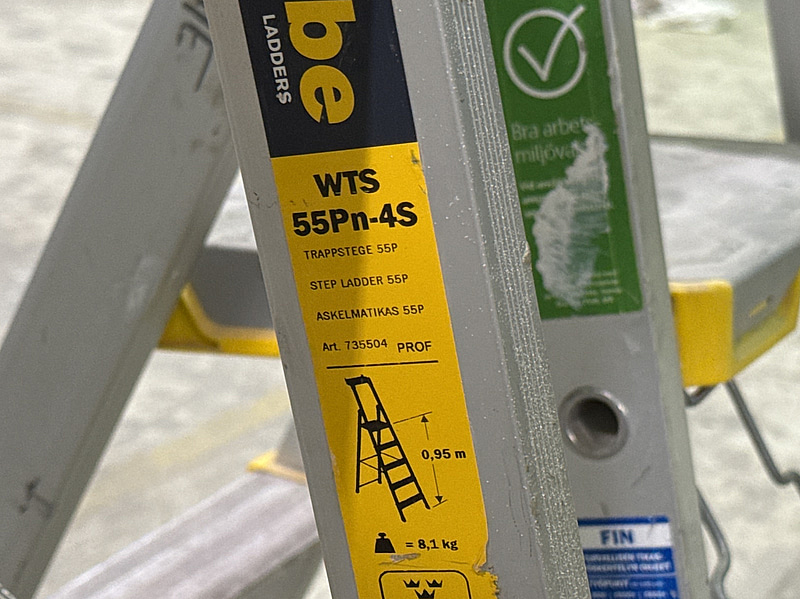 be
LADDERS
WTS
55Pn-4S
TRAPPSTEGE 55P
STEP LADDER 55P
ASKELMATIKAS 55P
Art. 735504 PROF
0,95 m
= 8,1 kg
Bra arbets
miljöva
FIN